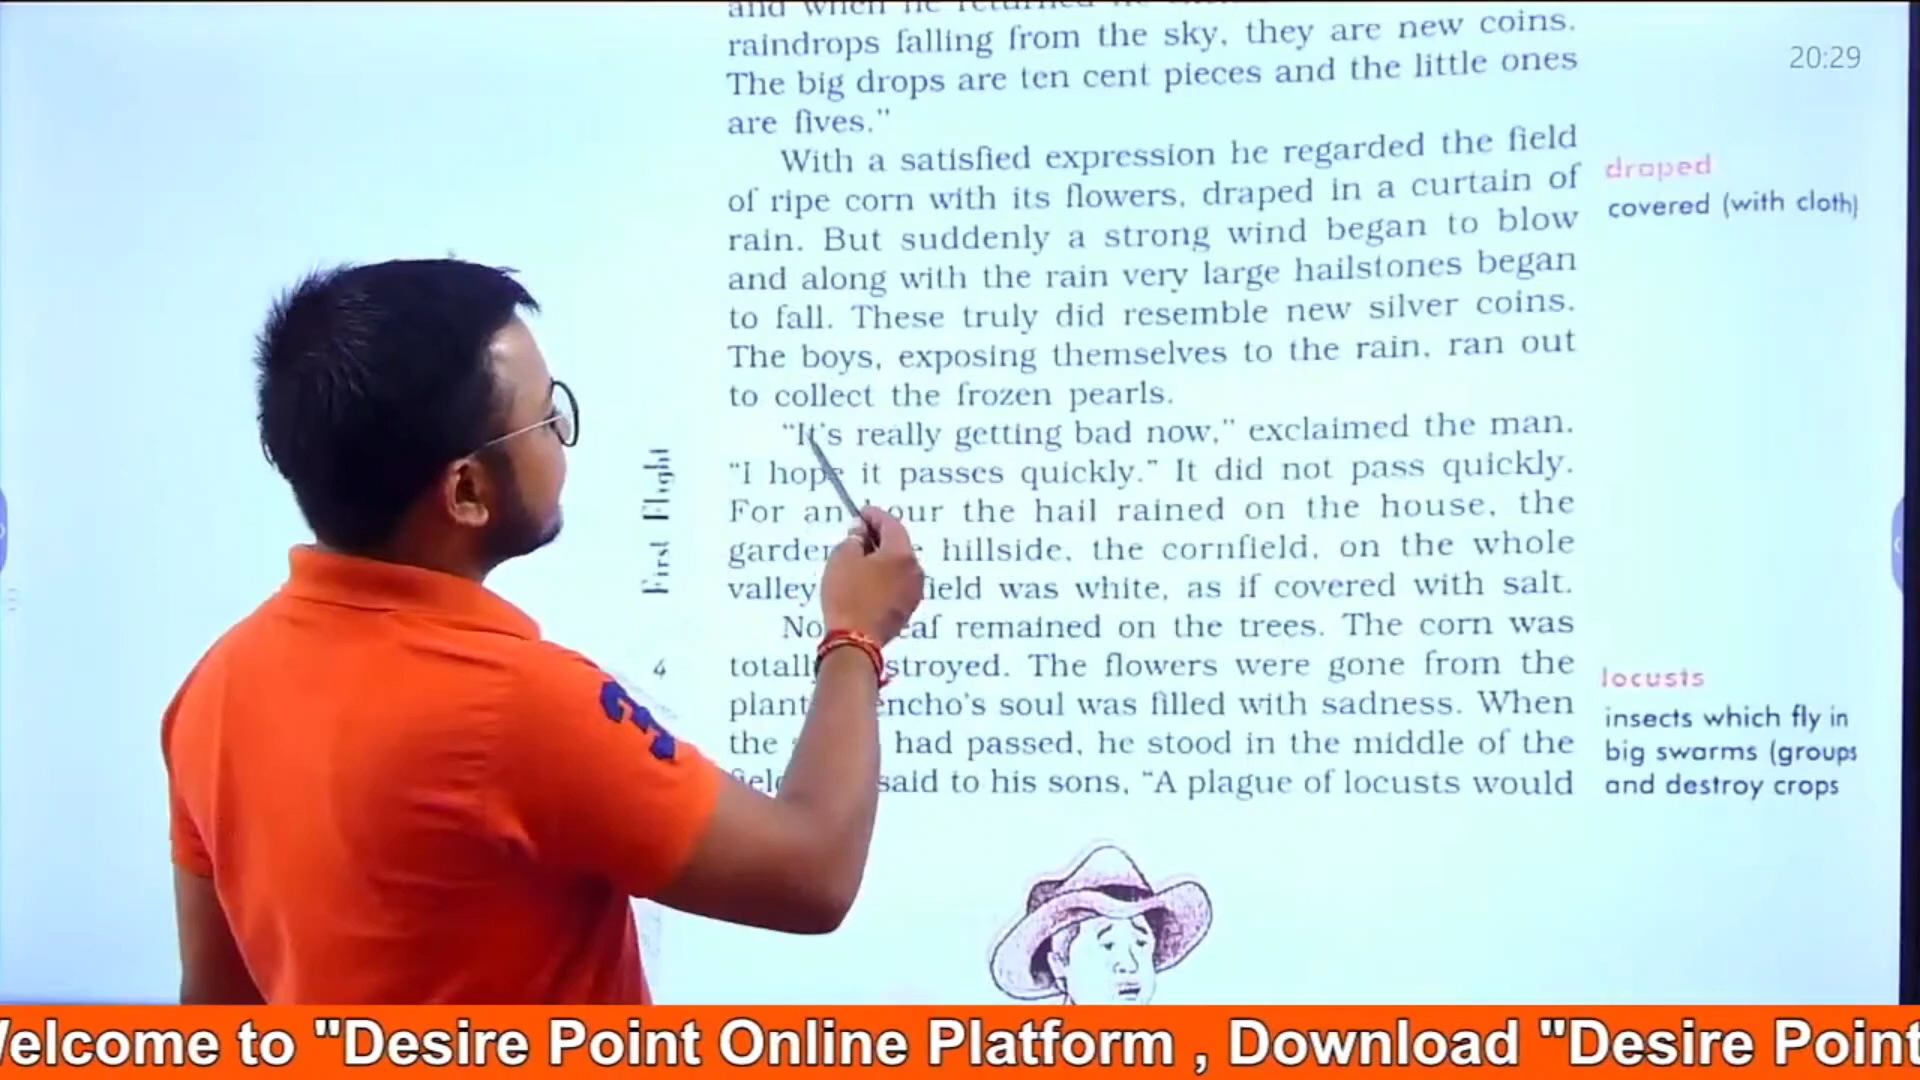 raindrops falling from the sky, they are new coins.
The big drops are ten cent pieces and the little ones
are fives."
With a satisfied expression he regarded the field
of ripe corn with its flowers, draped in a curtain of
rain. But suddenly a strong wind began to blow
and along with the rain very large hailstones began
to fall. These truly did resemble new silver coins.
The boys, exposing themselves to the rain, ran out
to collect the frozen pearls.
"It's really getting bad now," exclaimed the man.
"I hope it passes quickly." It did not pass quickly.
For an hour the hail rained on the house, the
garden hillside, the cornfield, on the whole
valley field was white, as if covered with salt.
remained on the trees. The corn was
totally destroyed. The flowers were gone from the
plants Lencho's soul was filled with sadness. When
the had passed, he stood in the middle of the
said to his sons, "A plague of locusts would
20:29
draped
covered (with cloth)
locusts
insects which fly in
big swarms (groups
and destroy crops
First Flight
4
3
Welcome to "Desire Point Online Platform , Download "Desire Point